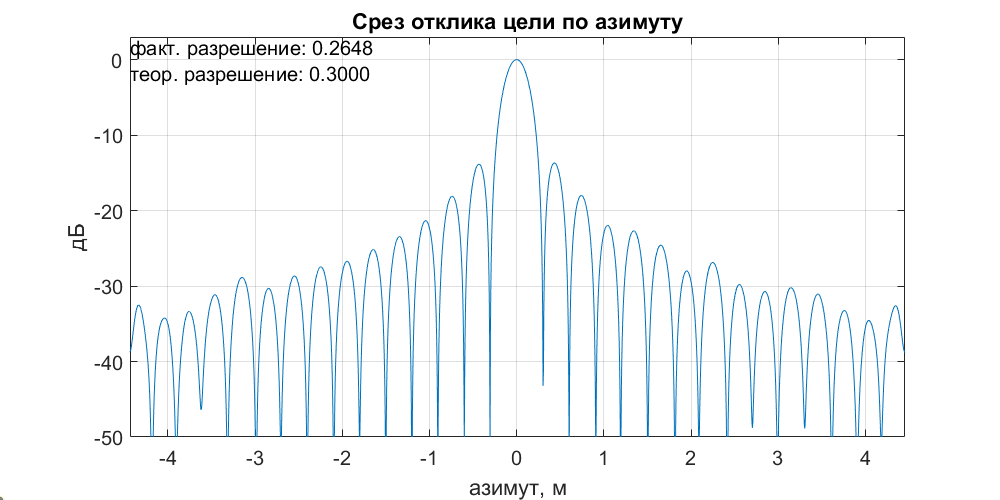 Срез отклика цели по азимуту
факт. разрешение: 0.2648
теор. разрешение: 0.3000
0
-10
-20
-30
-40
-50
дБ
-4 -3 -2 -1 0 1 2 3 4
азимут, м